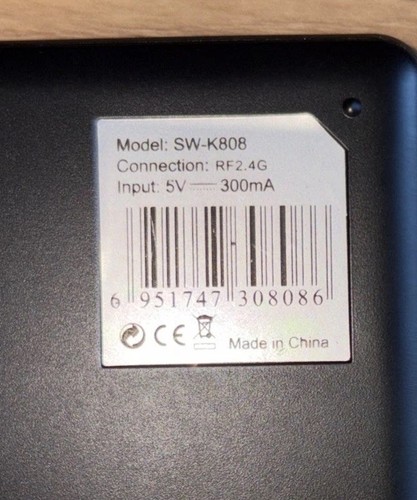 Model: SW-K808
Connection: RF2.4G
Input: 5V ⎓ 300mA
6 951747 308086
CE Made in China